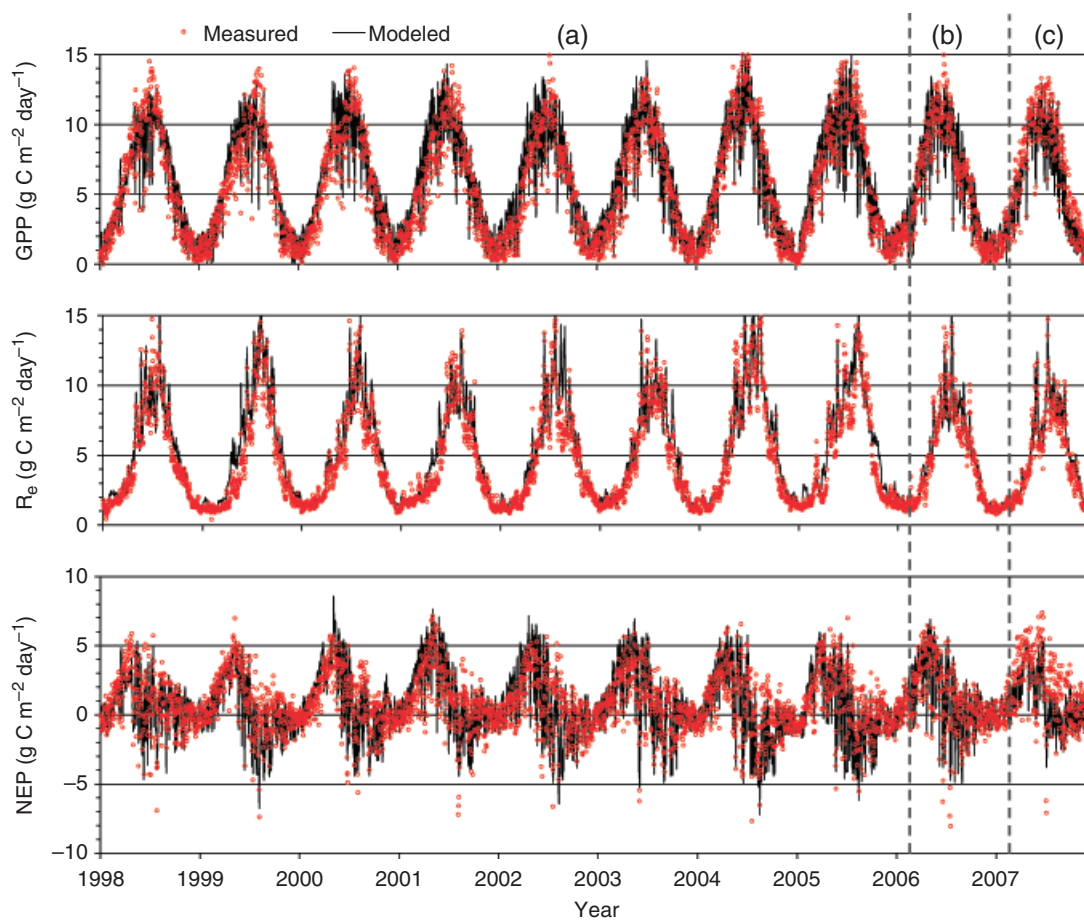 Measured Modeled (a) (b) (c)
15
10
5
0
GPP (g C m⁻² day⁻¹)
15
10
5
0
Rₑ (g C m⁻² day⁻¹)
10
5
0
−5
−10
NEP (g C m⁻² day⁻¹)
1998 1999 2000 2001 2002 2003 2004 2005 2006 2007
Year